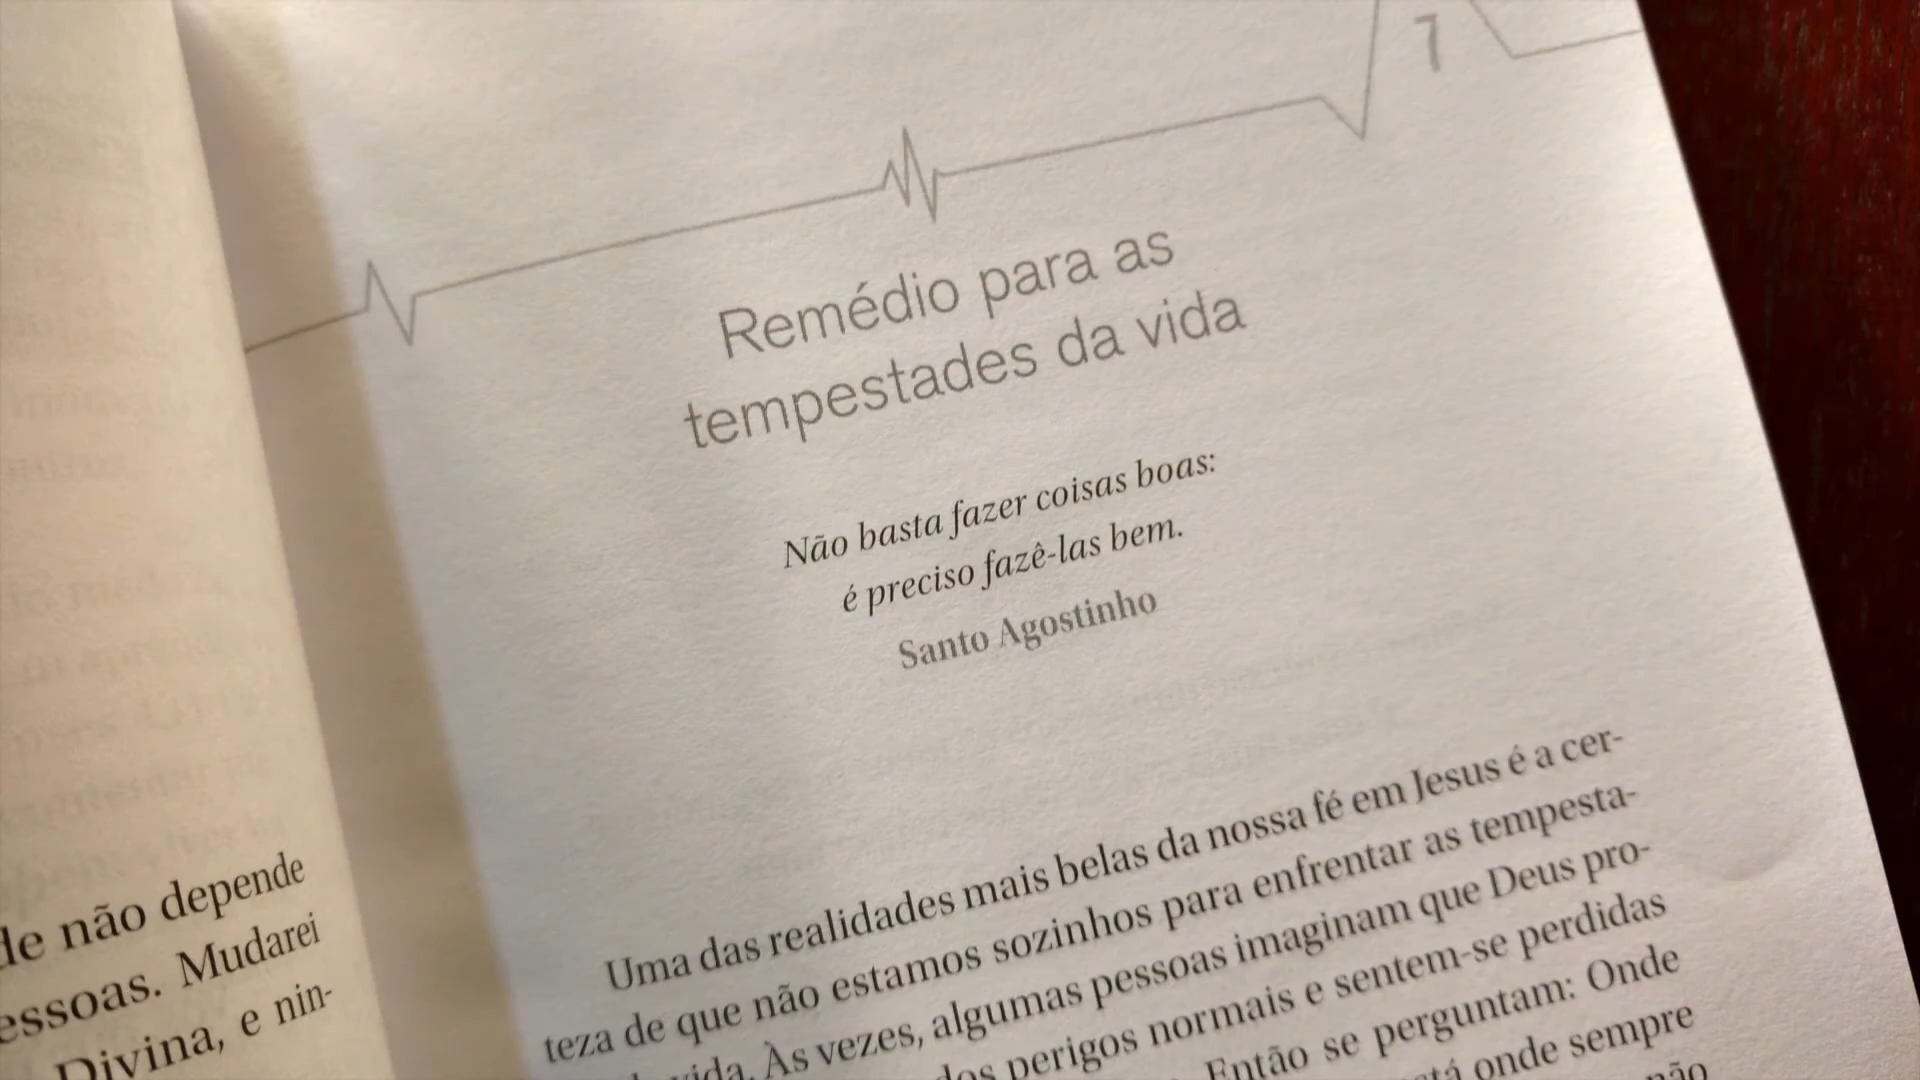 de não depende
essoas. Mudarei
Divina, e nin-
7
Remédio para as
tempestades da vida
Não basta fazer coisas boas:
é preciso fazê-las bem.
Santo Agostinho
Uma das realidades mais belas da nossa fé em Jesus é a cer-
teza de que não estamos sozinhos para enfrentar as tempesta-
vida. Às vezes, algumas pessoas imaginam que Deus pro-
dos perigos normais e sentem-se perdidas
Então se perguntam: Onde
está onde sempre
não